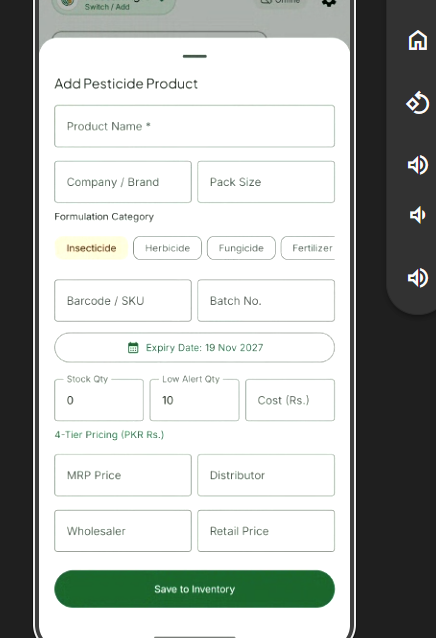 Switch / Add
Online
Add Pesticide Product
Product Name *
Company / Brand
Pack Size
Formulation Category
Insecticide
Herbicide
Fungicide
Fertilizer
Barcode / SKU
Batch No.
Expiry Date: 19 Nov 2027
Stock Qty
Low Alert Qty
0
10
Cost (Rs.)
4-Tier Pricing (PKR Rs.)
MRP Price
Distributor
Wholesaler
Retail Price
Save to Inventory